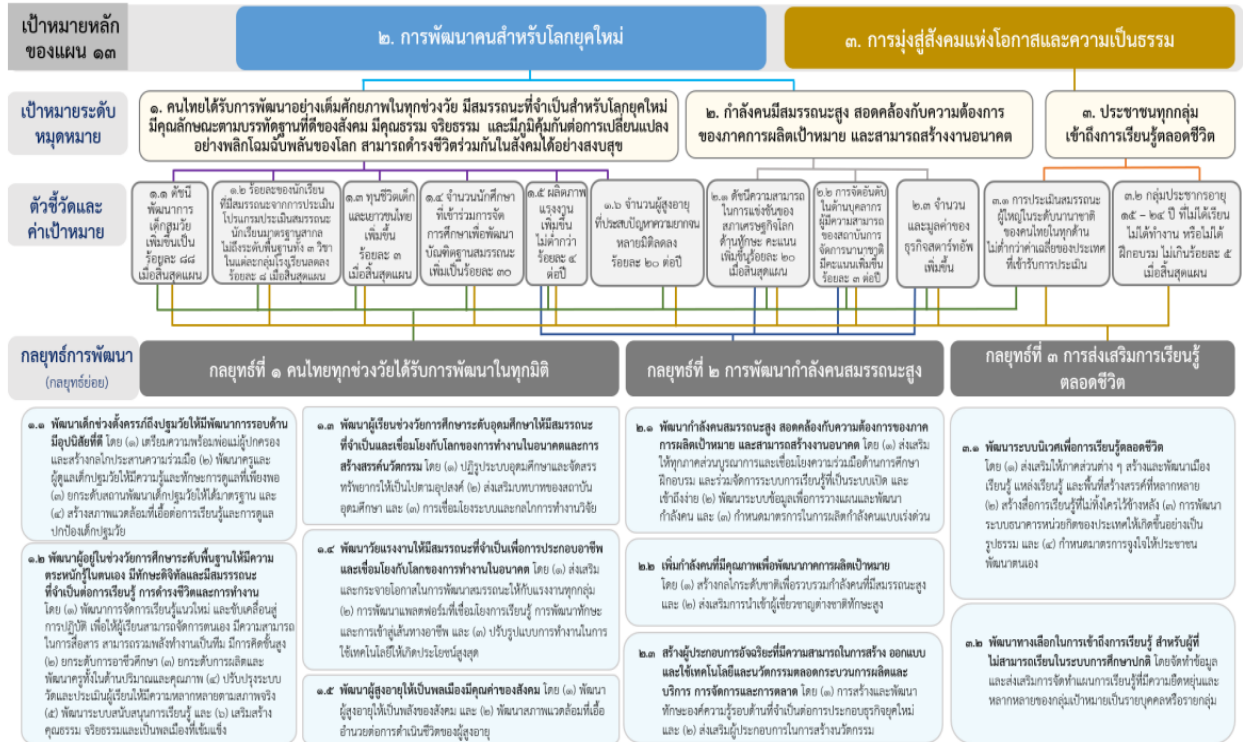 เป้าหมายหลัก
ของแผน ๑๓
๒. การพัฒนาคนสำหรับโลกยุคใหม่
๓. การมุ่งสู่สังคมแห่งโอกาสและความเป็นธรรม
เป้าหมายระดับ
หมุดหมาย
๑. คนไทยได้รับการพัฒนาอย่างเต็มศักยภาพในทุกช่วงวัย มีสมรรถนะที่จำเป็นสำหรับโลกยุคใหม่
มีคุณลักษณะตามบรรทัดฐานที่ดีของสังคม มีคุณธรรม จริยธรรม และมีภูมิคุ้มกันต่อการเปลี่ยนแปลง
อย่างพลิกโฉมฉับพลันของโลก สามารถดำรงชีวิตร่วมกันในสังคมได้อย่างสงบสุข
๒. กำลังคนมีสมรรถนะสูง สอดคล้องกับความต้องการ
ของภาคการผลิตเป้าหมาย และสามารถสร้างงานอนาคต
๓. ประชาชนทุกกลุ่ม
เข้าถึงการเรียนรู้ตลอดชีวิต
ตัวชี้วัดและ
ค่าเป้าหมาย
๑.๑ ดัชนี
พัฒนาการ
เด็กสมวัย
เพิ่มขึ้นเป็น
ร้อยละ ๘๘
เมื่อสิ้นสุดแผน
๑.๒ ร้อยละของนักเรียน
ที่มีสมรรถนะจากการประเมิน
โปรแกรมประเมินสมรรถนะ
นักเรียนมาตรฐานสากล
ไม่ถึงระดับพื้นฐานทั้ง ๓ วิชา
ในแต่ละกลุ่มโรงเรียนลดลง
ร้อยละ ๘ เมื่อสิ้นสุดแผน
๑.๓ ทุนชีวิตเด็ก
และเยาวชนไทย
เพิ่มขึ้น
ร้อยละ ๓
เมื่อสิ้นสุดแผน
๑.๔ จำนวนนักศึกษา
ที่เข้าร่วมการจัด
การศึกษาเพื่อพัฒนา
บัณฑิตฐานสมรรถนะ
เพิ่มเป็นร้อยละ ๓๐
๑.๕ ผลิตภาพ
แรงงาน
เพิ่มขึ้น
ไม่ต่ำกว่า
ร้อยละ ๔
ต่อปี
๑.๖ จำนวนผู้สูงอายุ
ที่ประสบปัญหาความยากจน
หลายมิติลดลง
ร้อยละ ๒๐ ต่อปี
๒.๑ ดัชนีความสามารถ
ในการแข่งขันของ
สภาเศรษฐกิจโลก
ด้านทักษะ คะแนน
เพิ่มขึ้นร้อยละ ๒๐
เมื่อสิ้นสุดแผน
๒.๒ การจัดอันดับ
ในด้านบุคลากร
ผู้มีความสามารถ
ของสถาบันการ
จัดการนานาชาติ
มีคะแนนเพิ่มขึ้น
ร้อยละ ๓ ต่อปี
๒.๓ จำนวน
และมูลค่าของ
ธุรกิจสตาร์ทอัพ
เพิ่มขึ้น
๓.๑ การประเมินสมรรถนะ
ผู้ใหญ่ในระดับนานาชาติ
ของคนไทยในทุกด้าน
ไม่ต่ำกว่าค่าเฉลี่ยของประเทศ
ที่เข้ารับการประเมิน
๓.๒ กลุ่มประชากรอายุ
๑๕ – ๒๔ ปี ที่ไม่ได้เรียน
ไม่ได้ทำงาน หรือไม่ได้
ฝึกอบรม ไม่เกินร้อยละ ๕
เมื่อสิ้นสุดแผน
กลยุทธ์การพัฒนา
(กลยุทธ์ย่อย)
กลยุทธ์ที่ ๑ คนไทยทุกช่วงวัยได้รับการพัฒนาในทุกมิติ
กลยุทธ์ที่ ๒ การพัฒนากำลังคนสมรรถนะสูง
กลยุทธ์ที่ ๓ การส่งเสริมการเรียนรู้
ตลอดชีวิต
๑.๑ พัฒนาเด็กช่วงตั้งครรภ์ถึงปฐมวัยให้มีพัฒนาการรอบด้าน
มีอุปนิสัยที่ดี โดย (๑) เตรียมความพร้อมพ่อแม่ผู้ปกครอง
และสร้างกลไกประสานความร่วมมือ (๒) พัฒนาครูและ
ผู้ดูแลเด็กปฐมวัยให้มีความรู้และทักษะการดูแลที่เพียงพอ
(๓) ยกระดับสถานพัฒนาเด็กปฐมวัยให้ได้มาตรฐาน และ
(๔) สร้างสภาพแวดล้อมที่เอื้อต่อการเรียนรู้และการดูแล
ปกป้องเด็กปฐมวัย
๑.๒ พัฒนาผู้อยู่ในช่วงวัยการศึกษาระดับพื้นฐานให้มีความ
ตระหนักรู้ในตนเอง มีทักษะดิจิทัลและมีสมรรถนะ
ที่จำเป็นต่อการเรียนรู้ การดำรงชีวิตและการทำงาน
โดย (๑) พัฒนาการจัดการเรียนรู้แนวใหม่ และขับเคลื่อนสู่
การปฏิบัติ เพื่อให้ผู้เรียนสามารถจัดการตนเอง มีความสามารถ
ในการสื่อสาร สามารถรวมพลังทำงานเป็นทีม มีการคิดขั้นสูง
(๒) ยกระดับการอาชีวศึกษา (๓) ยกระดับการผลิตและ
พัฒนาครูทั้งในด้านปริมาณและคุณภาพ (๔) ปรับปรุงระบบ
วัดและประเมินผู้เรียนให้มีความหลากหลายตามสภาพจริง
(๕) พัฒนาระบบสนับสนุนการเรียนรู้ และ (๖) เสริมสร้าง
คุณธรรม จริยธรรมและเป็นพลเมืองที่เข้มแข็ง
๑.๓ พัฒนาผู้เรียนช่วงวัยการศึกษาระดับอุดมศึกษาให้มีสมรรถนะ
ที่จำเป็นและเชื่อมโยงกับโลกของการทำงานในอนาคตและการ
สร้างสรรค์นวัตกรรม โดย (๑) ปฏิรูประบบอุดมศึกษาและจัดสรร
ทรัพยากรให้เป็นไปตามอุปสงค์ (๒) ส่งเสริมบทบาทของสถาบัน
อุดมศึกษา และ (๓) การเชื่อมโยงระบบและกลไกการทำงานวิจัย
๑.๔ พัฒนาวัยแรงงานให้มีสมรรถนะที่จำเป็นเพื่อการประกอบอาชีพ
และเชื่อมโยงกับโลกของการทำงานในอนาคต โดย (๑) ส่งเสริม
และกระจายโอกาสในการพัฒนาสมรรถนะให้กับแรงงานทุกกลุ่ม
(๒) การพัฒนาแพลตฟอร์มที่เชื่อมโยงการเรียนรู้ การพัฒนาทักษะ
และการเข้าสู่เส้นทางอาชีพ และ (๓) ปรับรูปแบบการทำงานในการ
ใช้เทคโนโลยีให้เกิดประโยชน์สูงสุด
๑.๕ พัฒนาผู้สูงอายุให้เป็นพลเมืองมีคุณค่าของสังคม โดย (๑) พัฒนา
ผู้สูงอายุให้เป็นพลังของสังคม และ (๒) พัฒนาสภาพแวดล้อมที่เอื้อ
อำนวยต่อการดำเนินชีวิตของผู้สูงอายุ
๒.๑ พัฒนากำลังคนสมรรถนะสูง สอดคล้องกับความต้องการของภาค
การผลิตเป้าหมาย และสามารถสร้างงานอนาคต โดย (๑) ส่งเสริม
ให้ทุกภาคส่วนบูรณาการและเชื่อมโยงความร่วมมือด้านการศึกษา
ฝึกอบรม และร่วมจัดการระบบการเรียนรู้ที่เป็นระบบเปิด และ
เข้าถึงง่าย (๒) พัฒนาระบบข้อมูลเพื่อการวางแผนและพัฒนา
กำลังคน และ (๓) กำหนดมาตรการในการผลิตกำลังคนแบบเร่งด่วน
๒.๒ เพิ่มกำลังคนที่มีคุณภาพเพื่อพัฒนาภาคการผลิตเป้าหมาย
โดย (๑) สร้างกลไกระดับชาติเพื่อรวบรวมกำลังคนที่มีสมรรถนะสูง
และ (๒) ส่งเสริมการนำเข้าผู้เชี่ยวชาญต่างชาติทักษะสูง
๒.๓ สร้างผู้ประกอบการอัจฉริยะที่มีความสามารถในการสร้าง ออกแบบ
และใช้เทคโนโลยีและนวัตกรรมตลอดกระบวนการผลิตและ
บริการ การจัดการและการตลาด โดย (๑) การสร้างและพัฒนา
ทักษะองค์ความรู้รอบด้านที่จำเป็นต่อการประกอบธุรกิจยุคใหม่
และ (๒) ส่งเสริมผู้ประกอบการในการสร้างนวัตกรรม
๓.๑ พัฒนาระบบนิเวศเพื่อการเรียนรู้ตลอดชีวิต
โดย (๑) ส่งเสริมให้ภาคส่วนต่าง ๆ สร้างและพัฒนาเมือง
เรียนรู้ แหล่งเรียนรู้ และพื้นที่สร้างสรรค์ที่หลากหลาย
(๒) สร้างสื่อการเรียนรู้ที่ไม่ทิ้งใครไว้ข้างหลัง (๓) การพัฒนา
ระบบธนาคารหน่วยกิตของประเทศให้เกิดขึ้นอย่างเป็น
รูปธรรม และ (๔) กำหนดมาตรการจูงใจให้ประชาชน
พัฒนาตนเอง
๓.๒ พัฒนาทางเลือกในการเข้าถึงการเรียนรู้ สำหรับผู้ที่
ไม่สามารถเรียนในระบบการศึกษาปกติ โดยจัดทำข้อมูล
และส่งเสริมการจัดทำแผนการเรียนรู้ที่มีความยืดหยุ่นและ
หลากหลายของกลุ่มเป้าหมายเป็นรายบุคคลหรือรายกลุ่ม